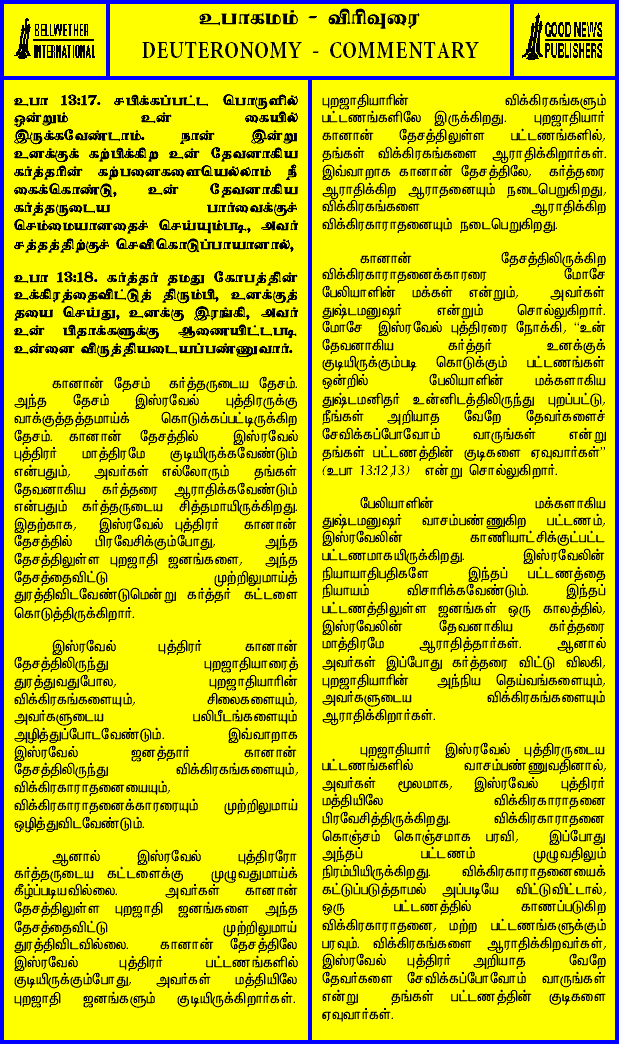 BELLWETHER
INTERNATIONAL
உபாகமம் - விரிவுரை
DEUTERONOMY - COMMENTARY
GOOD NEWS
PUBLISHERS
உபா 13:17. சபிக்கப்பட்ட பொருளில்
ஒன்றும் உன் கையில்
இருக்கவேண்டாம். நான் இன்று
உனக்குக் கற்பிக்கிற உன் தேவனாகிய
கர்த்தரின் கற்பனைகளையெல்லாம் நீ
கைக்கொண்டு, உன் தேவனாகிய
கர்த்தருடைய பார்வைக்குச்
செம்மையானதைச் செய்யும்படி, அவர்
சத்தத்திற்குச் செவிகொடுப்பாயானால்,
உபா 13:18. கர்த்தர் தமது கோபத்தின்
உக்கிரத்தைவிட்டுத் திரும்பி, உனக்குத்
தயை செய்து, உனக்கு இரங்கி, அவர்
உன் பிதாக்களுக்கு ஆணையிட்டபடி
உன்னை விருத்தியடையப்பண்ணுவார்.
கானான் தேசம் கர்த்தருடைய தேசம்.
அந்த தேசம் இஸ்ரவேல் புத்திரருக்கு
வாக்குத்தத்தமாய்க் கொடுக்கப்பட்டிருக்கிற
தேசம். கானான் தேசத்தில் இஸ்ரவேல்
புத்திரர் மாத்திரமே குடியிருக்கவேண்டும்
என்பதும், அவர்கள் எல்லோரும் தங்கள்
தேவனாகிய கர்த்தரை ஆராதிக்கவேண்டும்
என்பதும் கர்த்தருடைய சித்தமாயிருக்கிறது.
இதற்காக, இஸ்ரவேல் புத்திரர் கானான்
தேசத்தில் பிரவேசிக்கும்போது, அந்த
தேசத்திலுள்ள புறஜாதி ஜனங்களை, அந்த
தேசத்தைவிட்டு முற்றிலுமாய்த்
துரத்திவிடவேண்டுமென்று கர்த்தர் கட்டளை
கொடுத்திருக்கிறார்.
இஸ்ரவேல் புத்திரர் கானான்
தேசத்திலிருந்து புறஜாதியாரைத்
துரத்துவதுபோல, புறஜாதியாரின்
விக்கிரகங்களையும், சிலைகளையும்,
அவர்களுடைய பலிபீடங்களையும்
அழித்துப்போடவேண்டும். இவ்வாறாக
இஸ்ரவேல் ஜனத்தார் கானான்
தேசத்திலிருந்து விக்கிரகங்களையும்,
விக்கிரகாராதனையையும்,
விக்கிரகாராதனைக்காரரையும் முற்றிலுமாய்
ஒழித்துவிடவேண்டும்.
ஆனால் இஸ்ரவேல் புத்திரரோ
கர்த்தருடைய கட்டளைக்கு முழுவதுமாய்க்
கீழ்ப்படியவில்லை. அவர்கள் கானான்
தேசத்திலுள்ள புறஜாதி ஜனங்களை அந்த
தேசத்தைவிட்டு முற்றிலுமாய்
துரத்திவிடவில்லை. கானான் தேசத்திலே
இஸ்ரவேல் புத்திரர் பட்டணங்களில்
குடியிருக்கும்போது, அவர்கள் மத்தியிலே
புறஜாதி ஜனங்களும் குடியிருக்கிறார்கள்.
புறஜாதியாரின் விக்கிரகங்களும்
பட்டணங்களிலே இருக்கிறது. புறஜாதியார்
கானான் தேசத்திலுள்ள பட்டணங்களில்,
தங்கள் விக்கிரகங்களை ஆராதிக்கிறார்கள்.
இவ்வாறாக கானான் தேசத்திலே, கர்த்தரை
ஆராதிக்கிற ஆராதனையும் நடைபெறுகிறது,
விக்கிரகங்களை ஆராதிக்கிற
விக்கிரகாராதனையும் நடைபெறுகிறது.
கானான் தேசத்திலிருக்கிற
விக்கிரகாராதனைக்காரரை மோசே
பேலியாளின் மக்கள் என்றும், அவர்கள்
துஷ்டமனுஷர் என்றும் சொல்லுகிறார்.
மோசே இஸ்ரவேல் புத்திரரை நோக்கி, "உன்
தேவனாகிய கர்த்தர் உனக்குக்
குடியிருக்கும்படி கொடுக்கும் பட்டணங்கள்
ஒன்றில் பேலியாளின் மக்களாகிய
துஷ்டமனிதர் உன்னிடத்திலிருந்து புறப்பட்டு,
நீங்கள் அறியாத வேறே தேவர்களைச்
சேவிக்கப்போவோம் வாருங்கள் என்று
தங்கள் பட்டணத்தின் குடிகளை ஏவுவார்கள்"
(உபா 13:12,13) என்று சொல்லுகிறார்.
பேலியாளின் மக்களாகிய
துஷ்டமனுஷர் வாசம்பண்ணுகிற பட்டணம்,
இஸ்ரவேலின் காணியாட்சிக்குட்பட்ட
பட்டணமாகயிருக்கிறது. இஸ்ரவேலின்
நியாயாதிபதிகளே இந்தப் பட்டணத்தை
நியாயம் விசாரிக்கவேண்டும். இந்தப்
பட்டணத்திலுள்ள ஜனங்கள் ஒரு காலத்தில்,
இஸ்ரவேலின் தேவனாகிய கர்த்தரை
மாத்திரமே ஆராதித்தார்கள். ஆனால்
அவர்கள் இப்போது கர்த்தரை விட்டு விலகி,
புறஜாதியாரின் அந்நிய தெய்வங்களையும்,
அவர்களுடைய விக்கிரகங்களையும்
ஆராதிக்கிறார்கள்.
புறஜாதியார் இஸ்ரவேல் புத்திரருடைய
பட்டணங்களில் வாசம்பண்ணுவதினால்,
அவர்கள் மூலமாக, இஸ்ரவேல் புத்திரர்
மத்தியிலே விக்கிரகாராதனை
பிரவேசித்திருக்கிறது. விக்கிரகாராதனை
கொஞ்சம் கொஞ்சமாக பரவி, இப்போது
அந்தப் பட்டணம் முழுவதிலும்
நிரம்பியிருக்கிறது. விக்கிரகாராதனையைக்
கட்டுப்படுத்தாமல் அப்படியே விட்டுவிட்டால்,
ஒரு பட்டணத்தில் காணப்படுகிற
விக்கிரகாராதனை, மற்ற பட்டணங்களுக்கும்
பரவும். விக்கிரகங்களை ஆராதிக்கிறவர்கள்,
இஸ்ரவேல் புத்திரர் அறியாத வேறே
தேவர்களை சேவிக்கப்போவோம் வாருங்கள்
என்று தங்கள் பட்டணத்தின் குடிகளை
ஏவுவார்கள்.